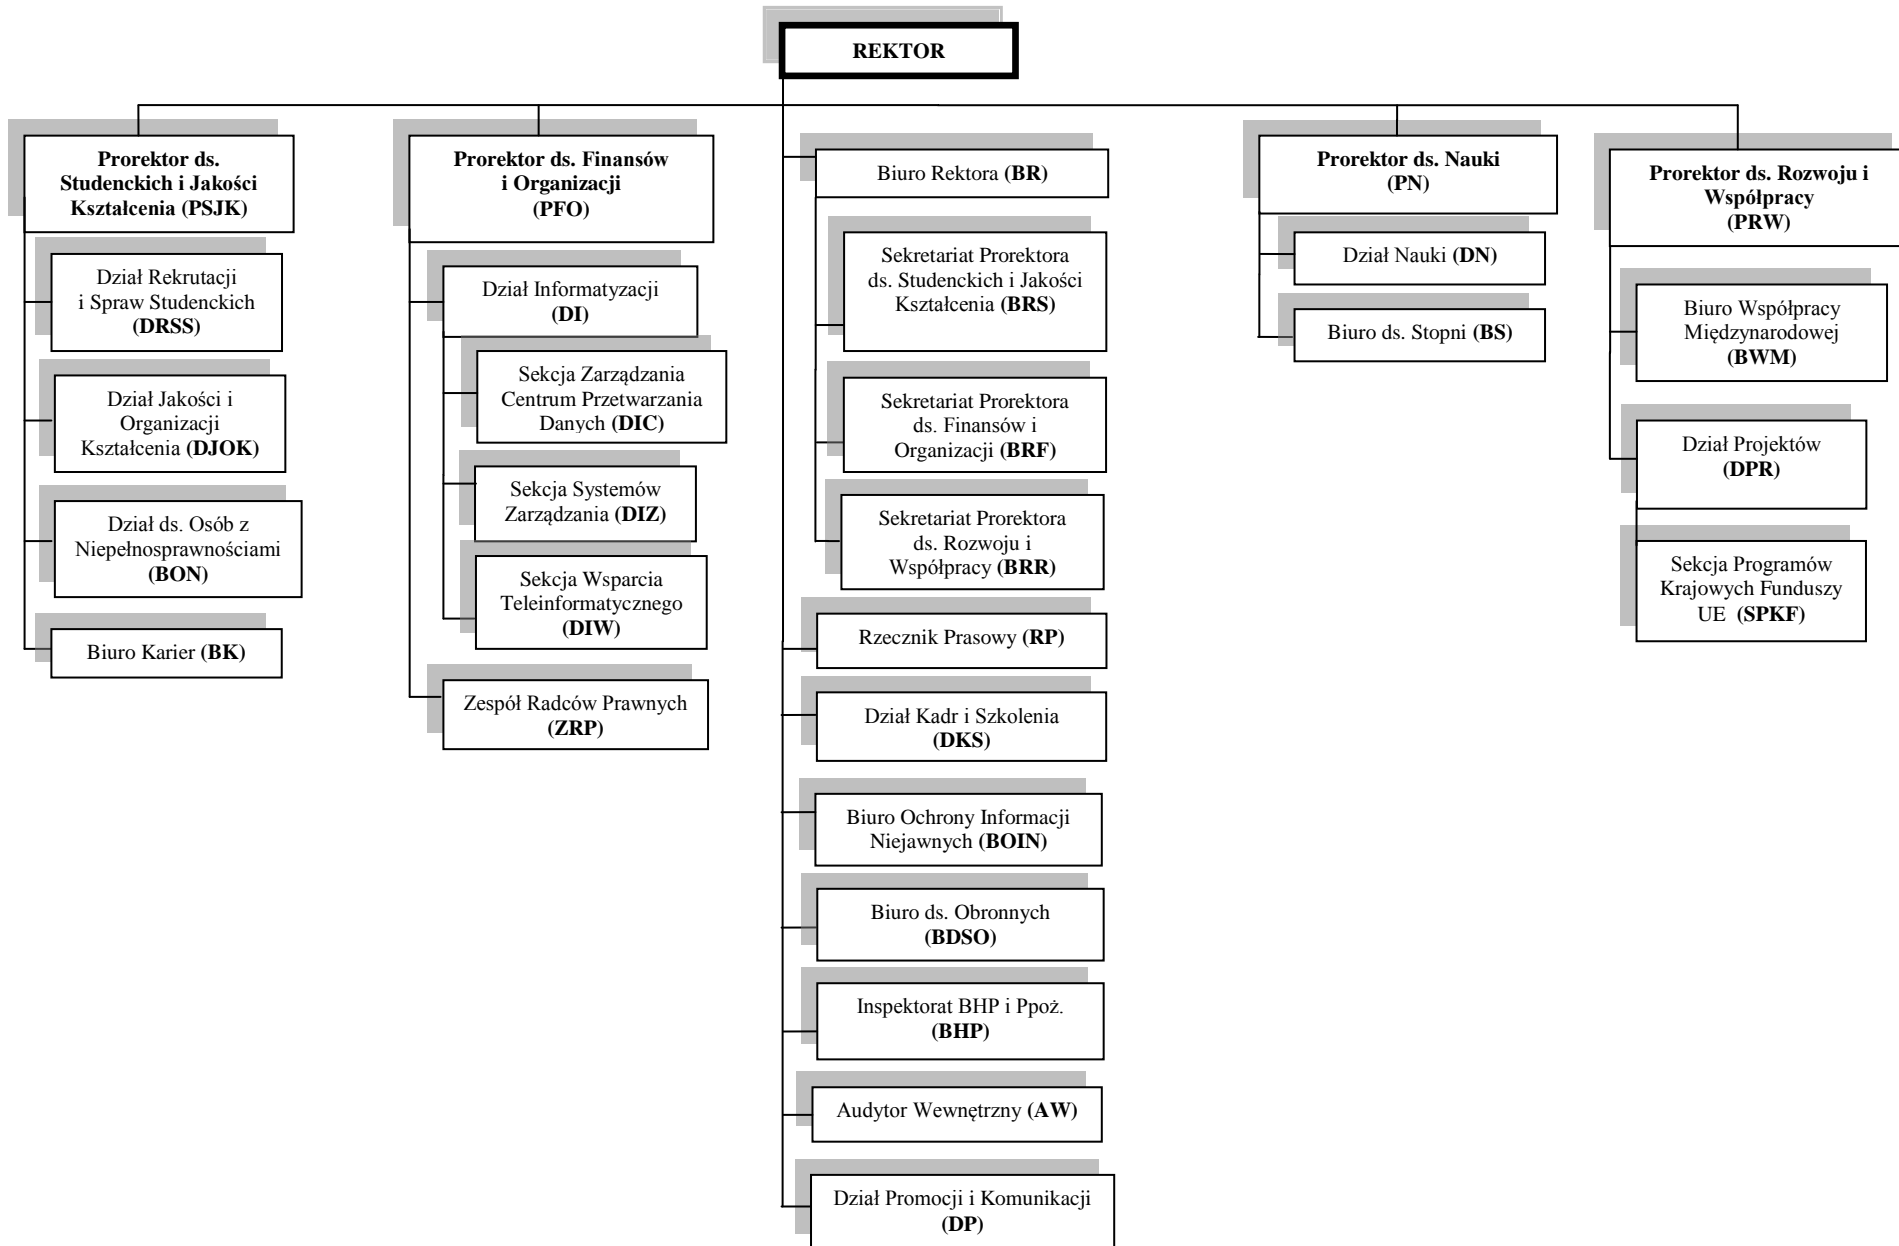 REKTOR
Prorektor ds.
Studenckich i Jakości
Kształcenia (PSJK)
Dział Rekrutacji
i Spraw Studenckich
(DRSS)
Dział Jakości i
Organizacji
Kształcenia (DJOK)
Dział ds. Osób z
Niepełnosprawnościami
(BON)
Biuro Karier (BK)
Prorektor ds. Finansów
i Organizacji
(PFO)
Dział Informatyzacji
(DI)
Sekcja Zarządzania
Centrum Przetwarzania
Danych (DIC)
Sekcja Systemów
Zarządzania (DIZ)
Sekcja Wsparcia
Teleinformatycznego
(DIW)
Zespół Radców Prawnych
(ZRP)
Biuro Rektora (BR)
Sekretariat Prorektora
ds. Studenckich i Jakości
Kształcenia (BRS)
Sekretariat Prorektora
ds. Finansów i
Organizacji (BRF)
Sekretariat Prorektora
ds. Rozwoju i
Współpracy (BRR)
Rzecznik Prasowy (RP)
Dział Kadr i Szkolenia
(DKS)
Biuro Ochrony Informacji
Niejawnych (BOIN)
Biuro ds. Obronnych
(BDSO)
Inspektorat BHP i Ppoż.
(BHP)
Audytor Wewnętrzny (AW)
Dział Promocji i Komunikacji
(DP)
Prorektor ds. Nauki
(PN)
Dział Nauki (DN)
Biuro ds. Stopni (BS)
Prorektor ds. Rozwoju i
Współpracy
(PRW)
Biuro Współpracy
Międzynarodowej
(BWM)
Dział Projektów
(DPR)
Sekcja Programów
Krajowych Funduszy
UE (SPKF)